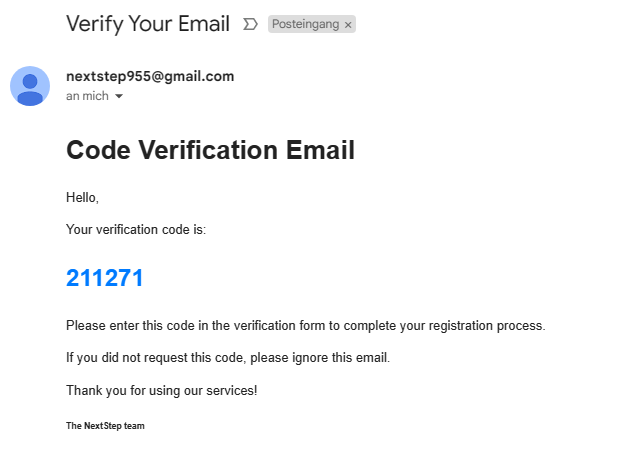 Verify Your Email
Posteingang ×
nextstep955@gmail.com
an mich
Code Verification Email
Hello,
Your verification code is:
211271
Please enter this code in the verification form to complete your registration process.
If you did not request this code, please ignore this email.
Thank you for using our services!
The NextStep team